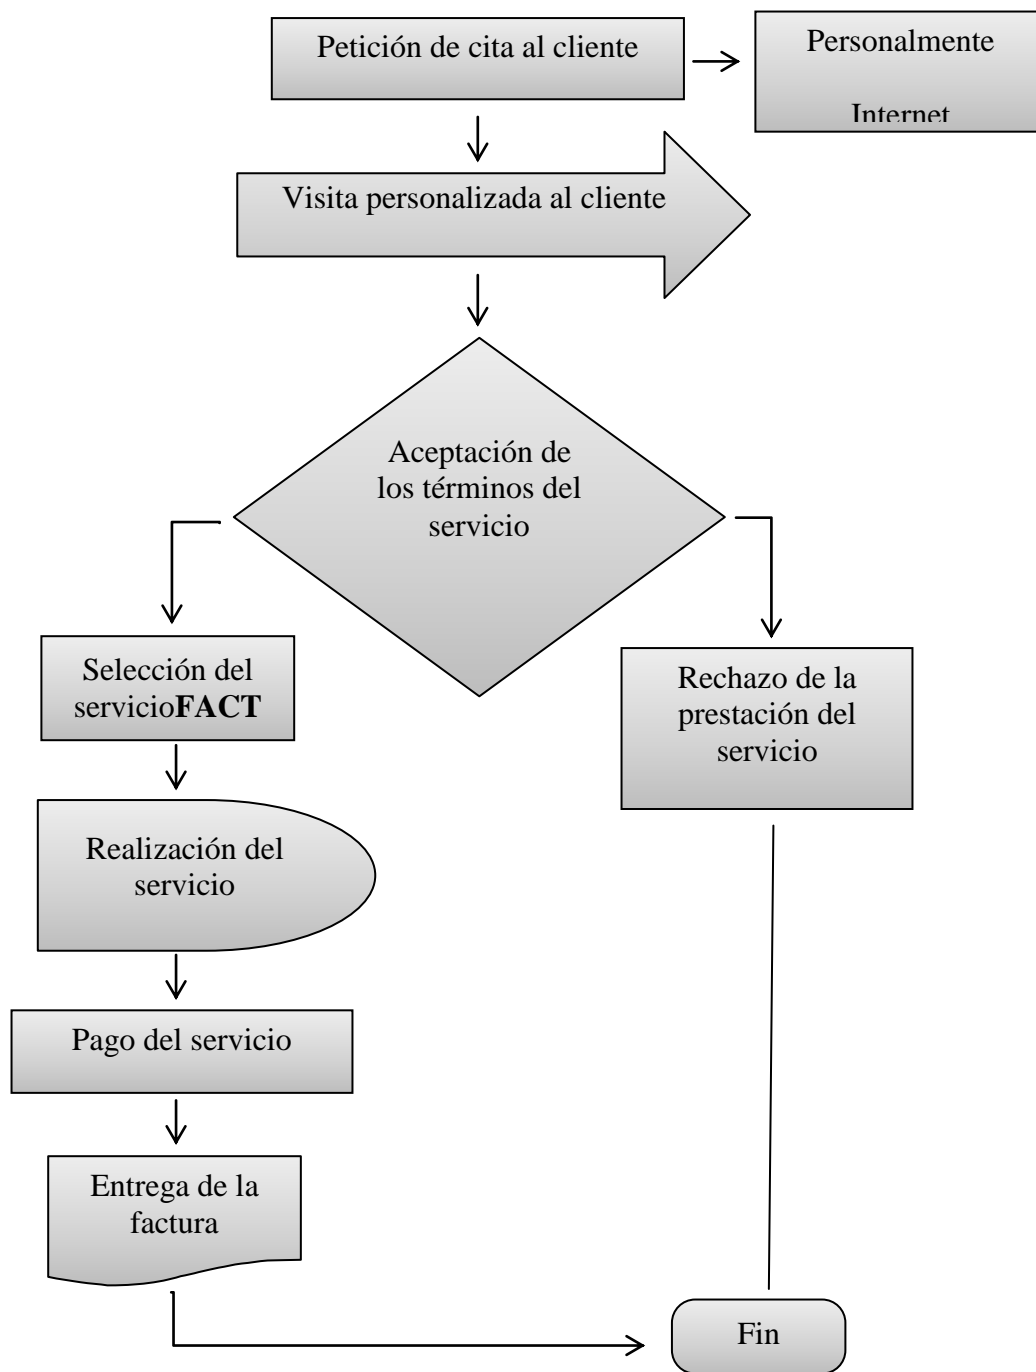 Petición de cita al cliente
Personalmente
Internet
Visita personalizada al cliente
Aceptación de
los términos del
servicio
Selección del
servicioFACT
Rechazo de la
prestación del
servicio
Realización del
servicio
Pago del servicio
Entrega de la
factura
Fin